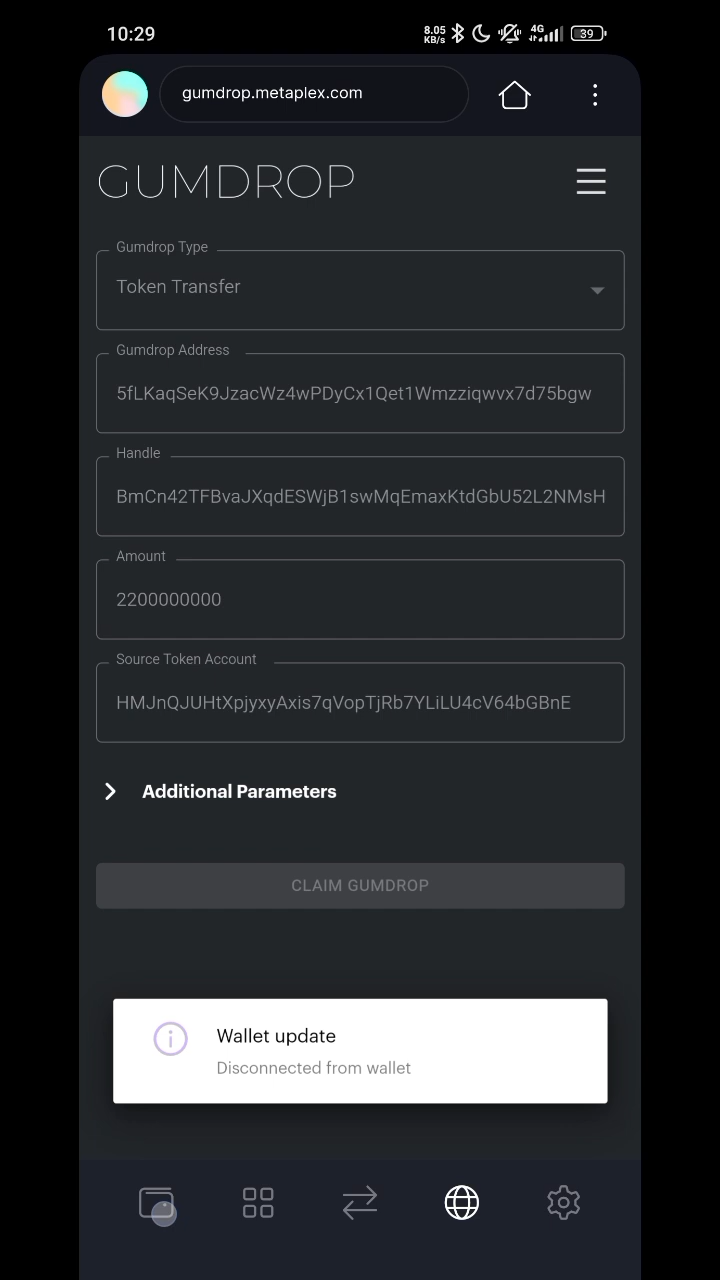 10:29
8.05
KB/s
4G
39
gumdrop.metaplex.com
GUMDROP
Gumdrop Type
Token Transfer
Gumdrop Address
5fLKaqSeK9JzacWz4wPDyCx1Qet1Wmzziqwvx7d75bgw
Handle
BmCn42TFBvaJXqdESWjB1swMqEmaxKtdGbU52L2NMsH
Amount
2200000000
Source Token Account
HMJnQJUHtXpjyxyAxis7qVopTjRb7YLiLU4cV64bGBnE
Additional Parameters
CLAIM GUMDROP
Wallet update
Disconnected from wallet